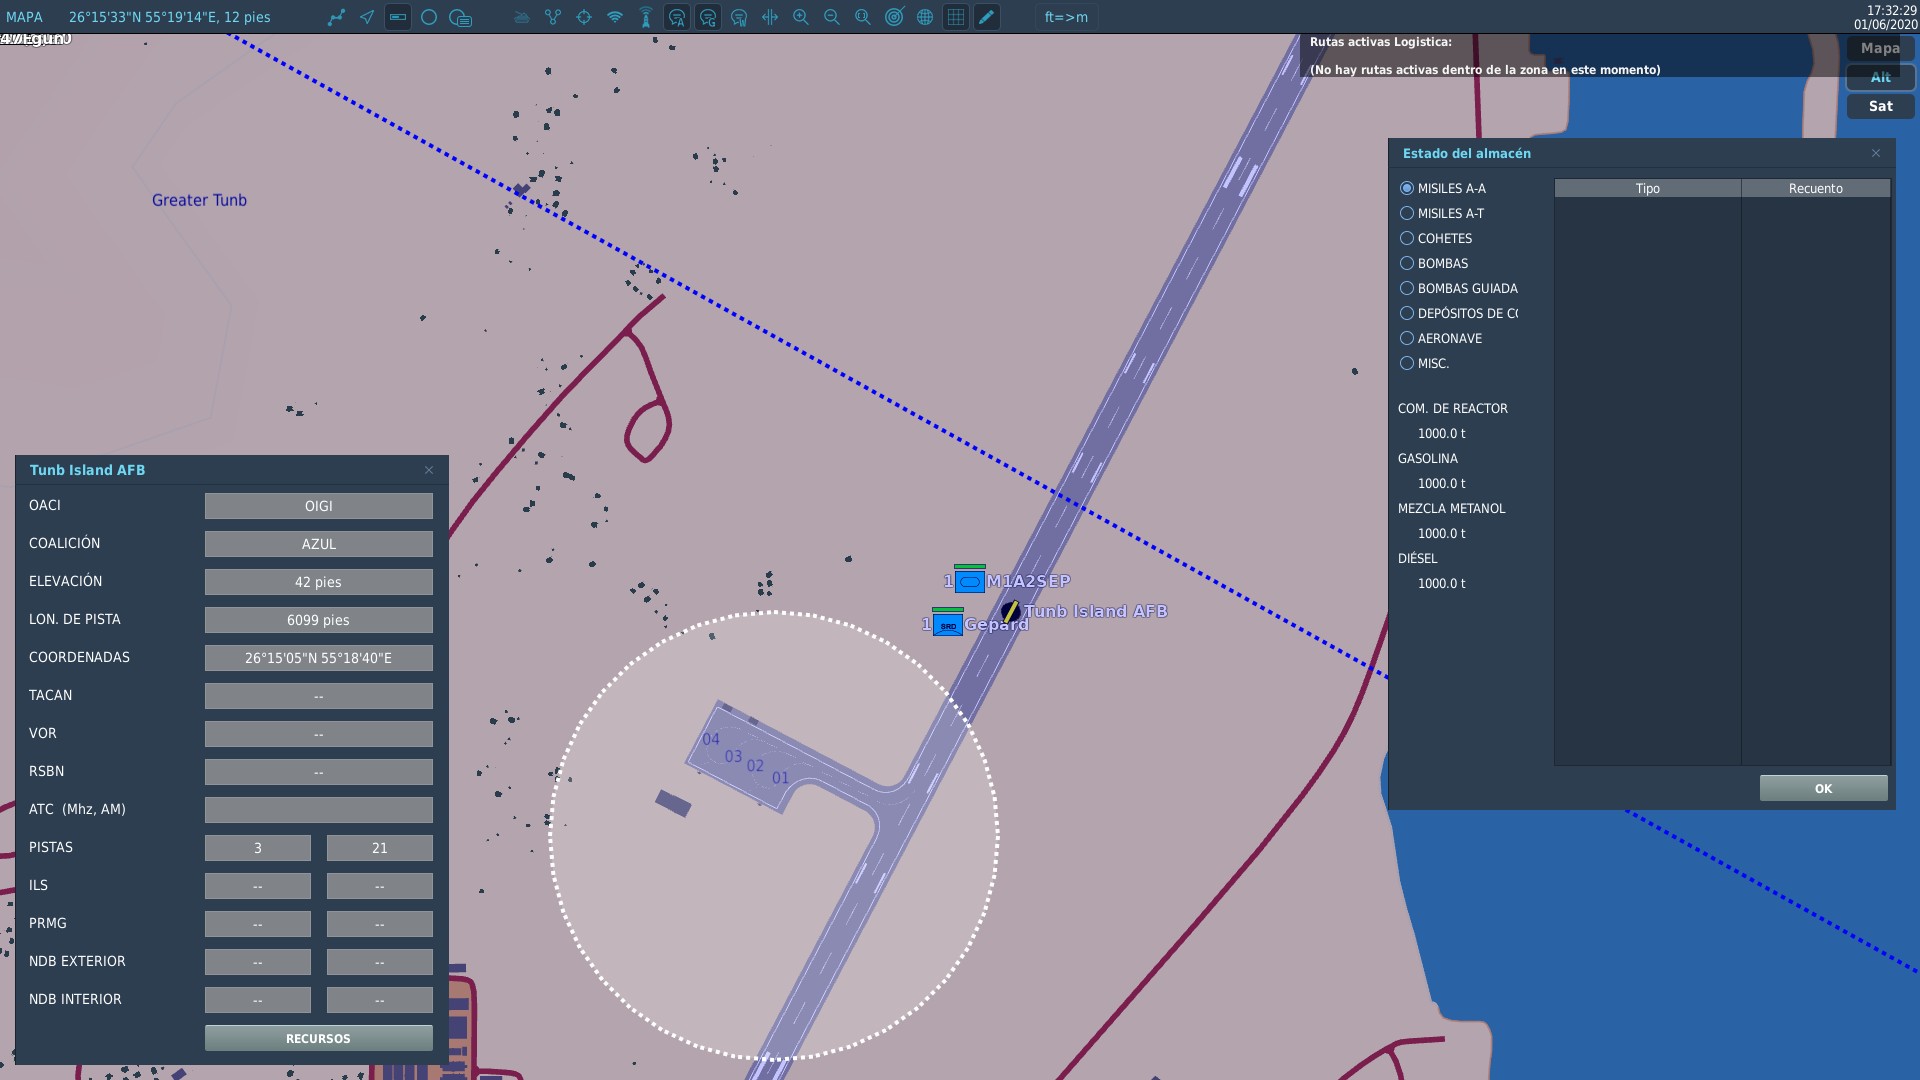 MAPA
26°15'33"N 55°19'14"E, 12 pies
ft=>m
17:32:29
01/06/2020
Rutas activas Logistica:
(No hay rutas activas dentro de la zona en este momento)
Mapa
Alt
Sat
Greater Tunb
Estado del almacén
MISILES A-A
MISILES A-T
COHETES
BOMBAS
BOMBAS GUIADA
DEPÓSITOS DE CO
AERONAVE
MISC.
Tipo
Recuento
COM. DE REACTOR
1000.0 t
GASOLINA
1000.0 t
MEZCLA METANOL
1000.0 t
DIÉSEL
1000.0 t
OK
Tunb Island AFB
OACI
OIGI
COALICIÓN
AZUL
ELEVACIÓN
42 pies
LON. DE PISTA
6099 pies
COORDENADAS
26°15'05"N 55°18'40"E
TACAN
--
VOR
--
RSBN
--
ATC (Mhz, AM)
PISTAS
3
21
ILS
--
--
PRMG
--
--
NDB EXTERIOR
--
--
NDB INTERIOR
--
--
RECURSOS
1 M1A2SEP
Tunb Island AFB
1 SRD Gepard
04
03
02
01